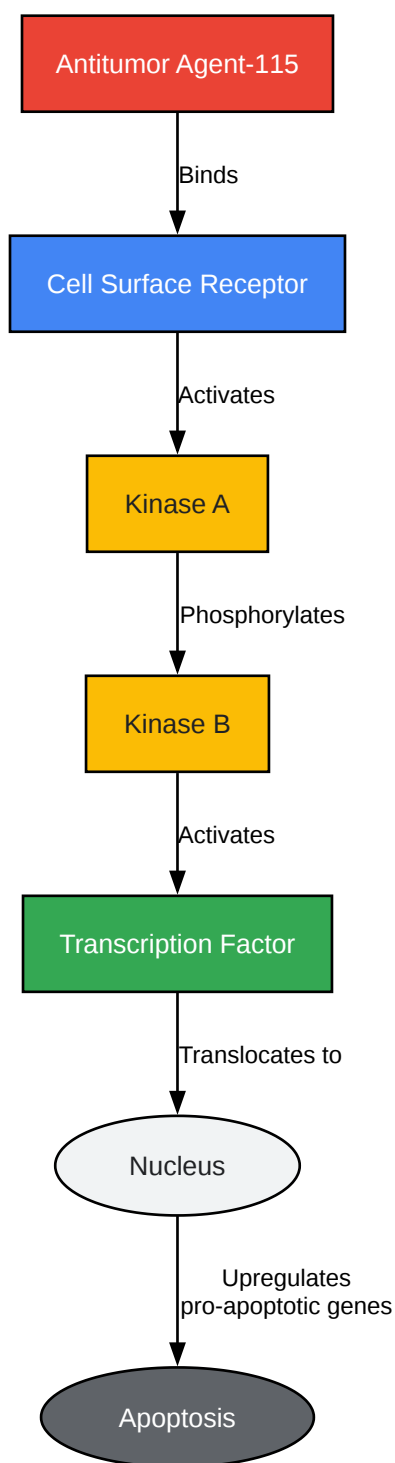 Antitumor Agent-115
Binds
Cell Surface Receptor
Activates
Kinase A
Phosphorylates
Kinase B
Activates
Transcription Factor
Translocates to
Nucleus
Upregulates
pro-apoptotic genes
Apoptosis